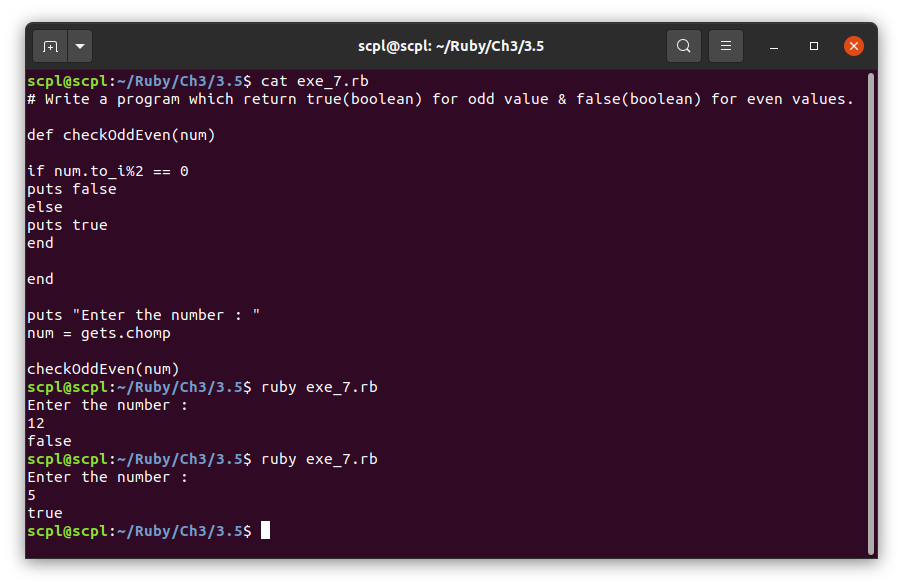 scpl@scpl: ~/Ruby/Ch3/3.5
scpl@scpl:~/Ruby/Ch3/3.5$ cat exe_7.rb
# Write a program which return true(boolean) for odd value & false(boolean) for even values.
def checkOddEven(num)
if num.to_i%2 == 0
puts false
else
puts true
end
end
puts "Enter the number : "
num = gets.chomp
checkOddEven(num)
scpl@scpl:~/Ruby/Ch3/3.5$ ruby exe_7.rb
Enter the number :
12
false
scpl@scpl:~/Ruby/Ch3/3.5$ ruby exe_7.rb
Enter the number :
5
true
scpl@scpl:~/Ruby/Ch3/3.5$